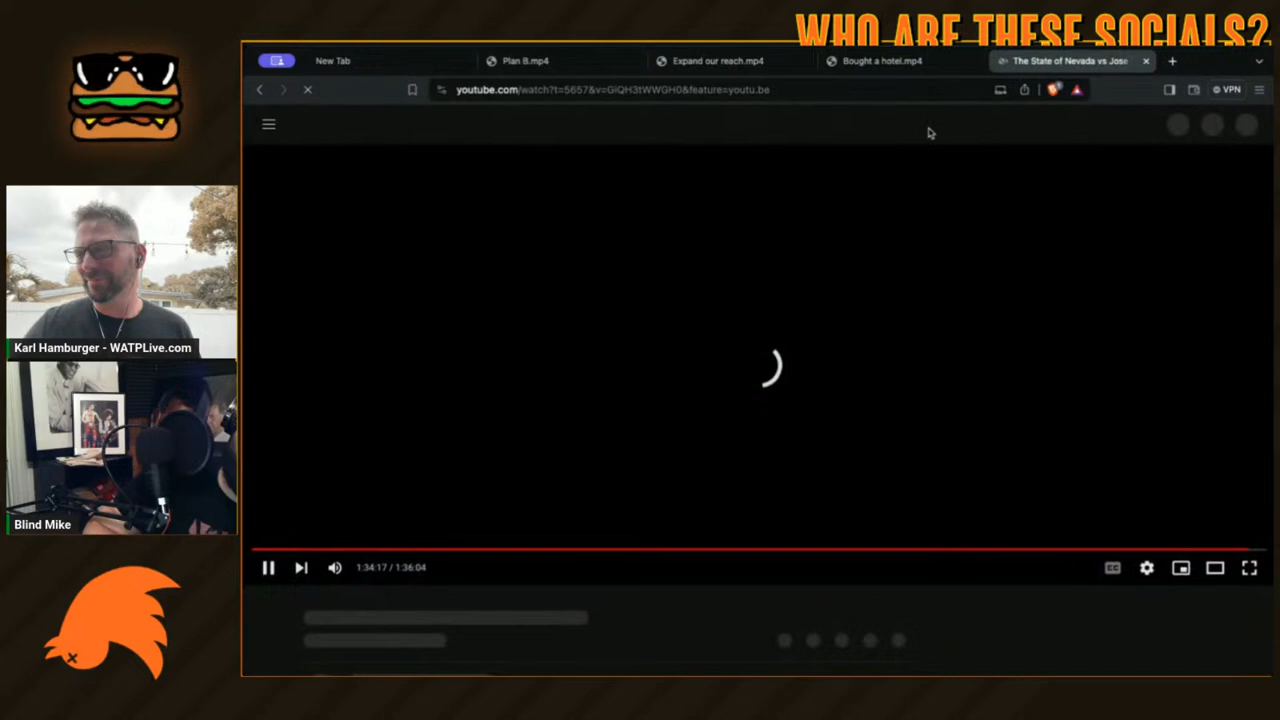 WHO ARE THESE SOCIALS?
New Tab
Plan B.mp4
Expand our reach.mp4
Bought a hotel.mp4
The State of Nevada vs Jose
youtube.com/watch?t=5657&v=GiQH3tWWGH0&feature=youtu.be
VPN
Karl Hamburger - WATPLive.com
Blind Mike
1:34:17 / 1:36:04
CC